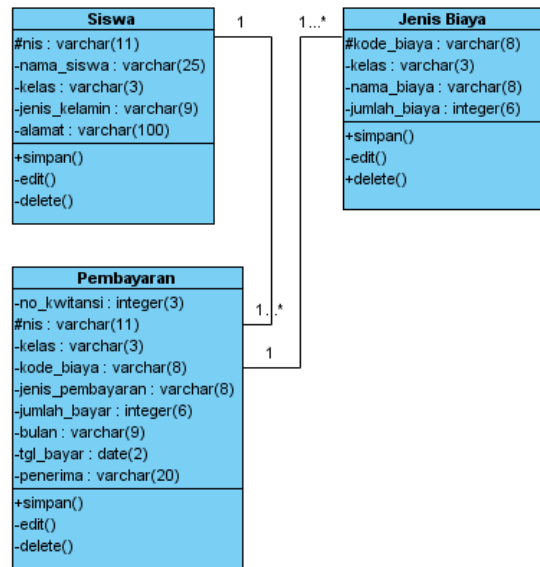 Siswa
#nis : varchar(11)
-nama_siswa : varchar(25)
-kelas : varchar(3)
-jenis_kelamin : varchar(9)
-alamat : varchar(100)
+simpan()
-edit()
-delete()
1
1...*
Jenis Biaya
#kode_biaya : varchar(8)
-kelas : varchar(3)
-nama_biaya : varchar(8)
-jumlah_biaya : integer(6)
+simpan()
-edit()
+delete()
Pembayaran
-no_kwitansi : integer(3)
#nis : varchar(11)
-kelas : varchar(3)
-kode_biaya : varchar(8)
-jenis_pembayaran : varchar(8)
-jumlah_bayar : integer(6)
-bulan : varchar(9)
-tgl_bayar : date(2)
-penerima : varchar(20)
+simpan()
-edit()
-delete()
1...*
1